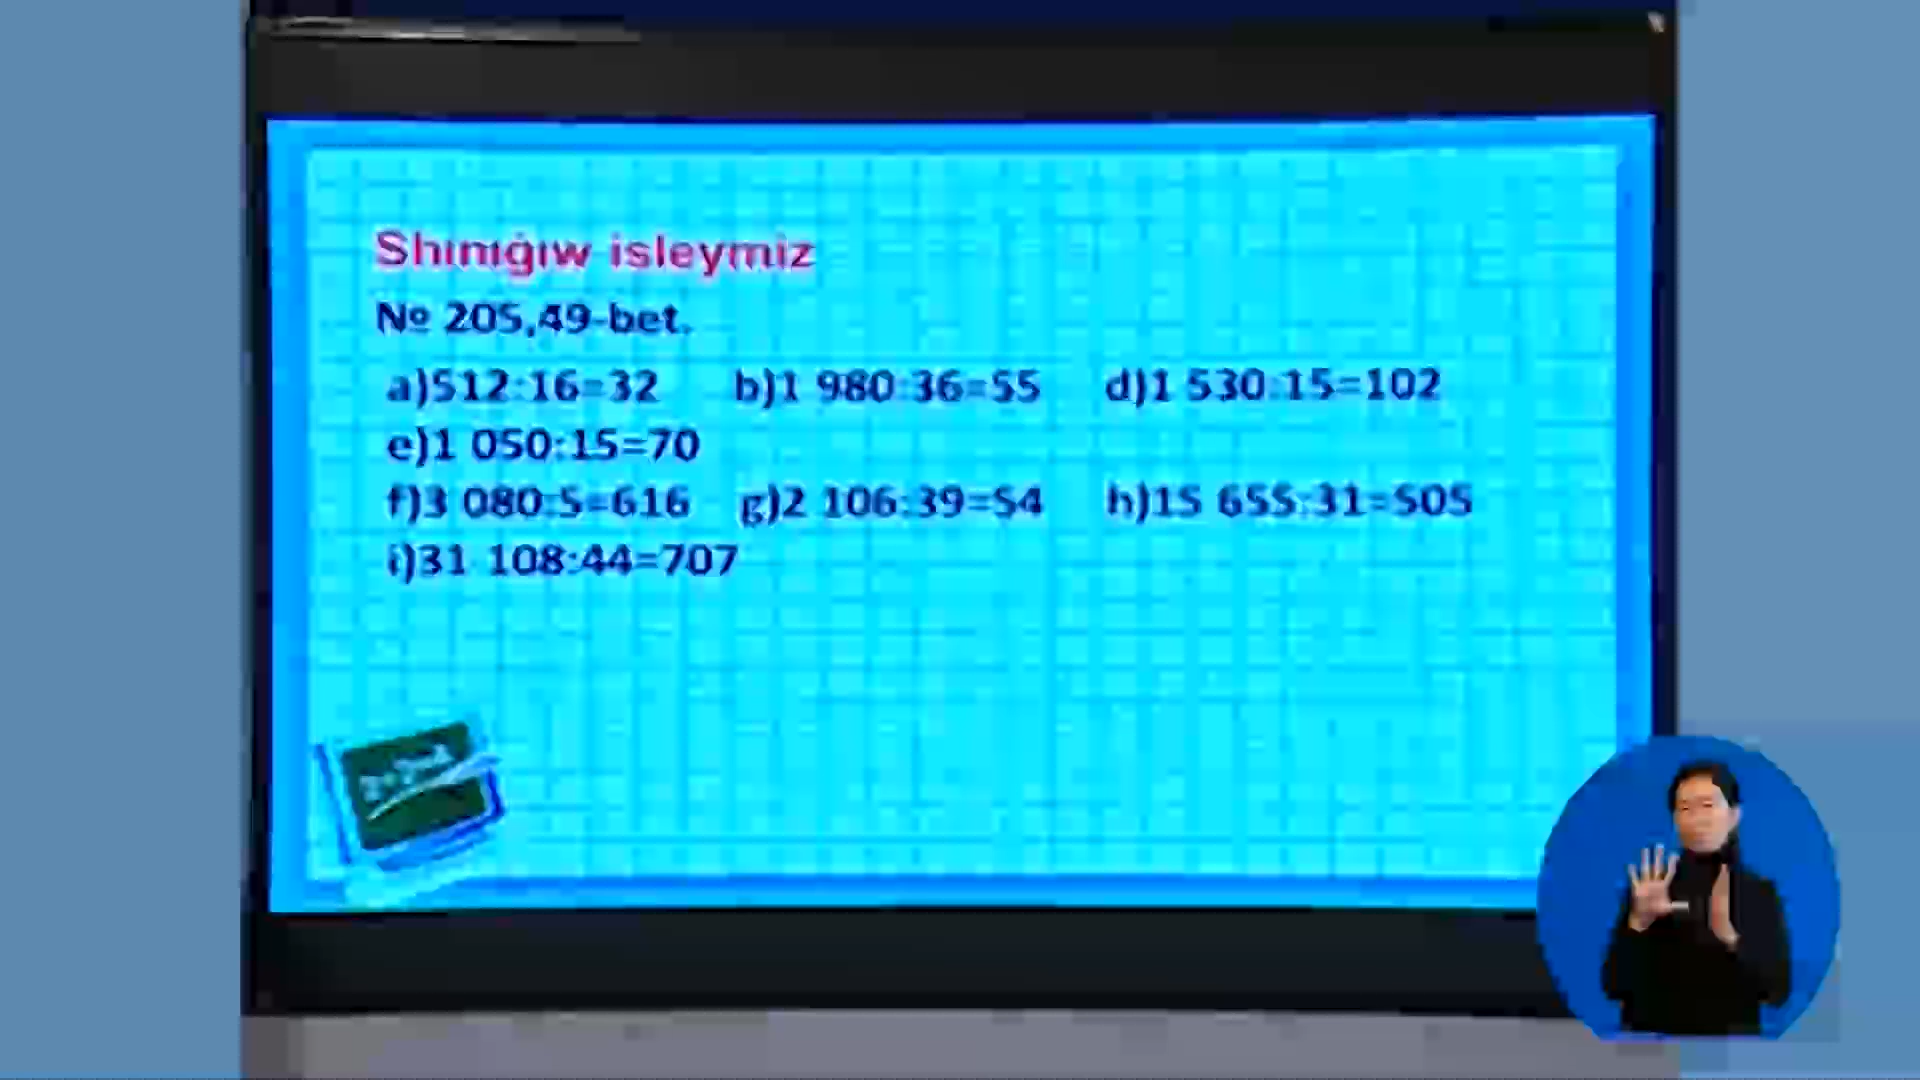 Shınıǵıw isleymiz
№ 205,49-bet.
a)512:16=32 b)1 980:36=55 d)1 530:15=102
e)1 050:15=70
f)3 080:5=616 g)2 106:39=54 h)15 655:31=505
i)31 108:44=707